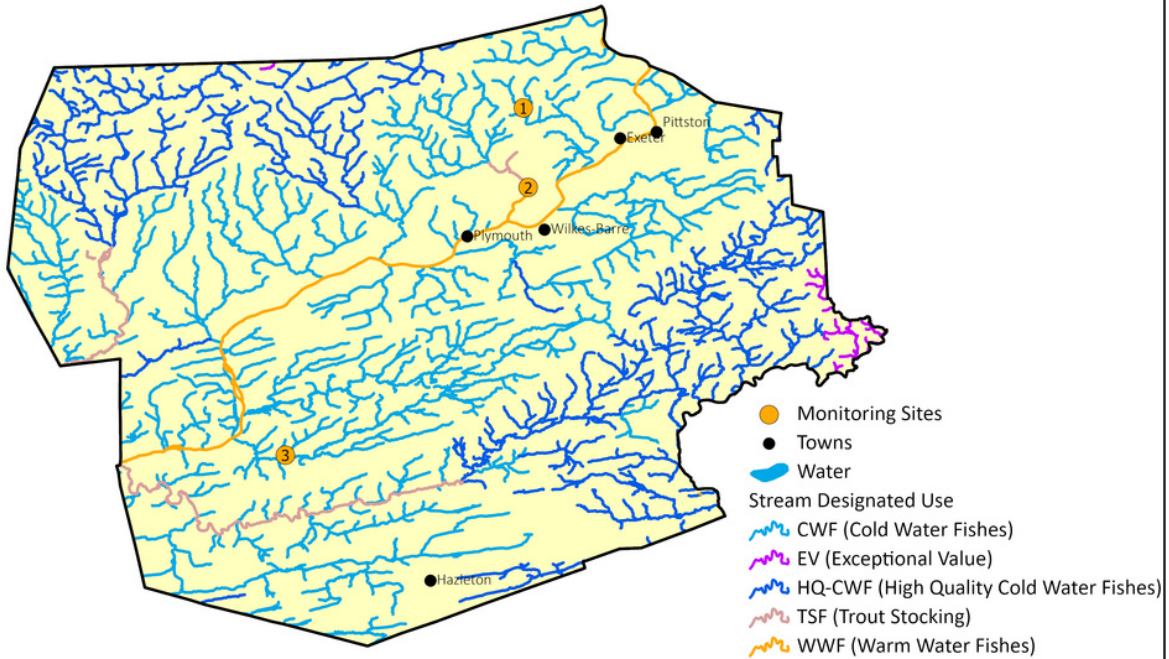 1
Pittston
Exeter
2
Wilkes-Barre
Plymouth
3
Hazleton
Monitoring Sites
Towns
Water
Stream Designated Use
CWF (Cold Water Fishes)
EV (Exceptional Value)
HQ-CWF (High Quality Cold Water Fishes)
TSF (Trout Stocking)
WWF (Warm Water Fishes)